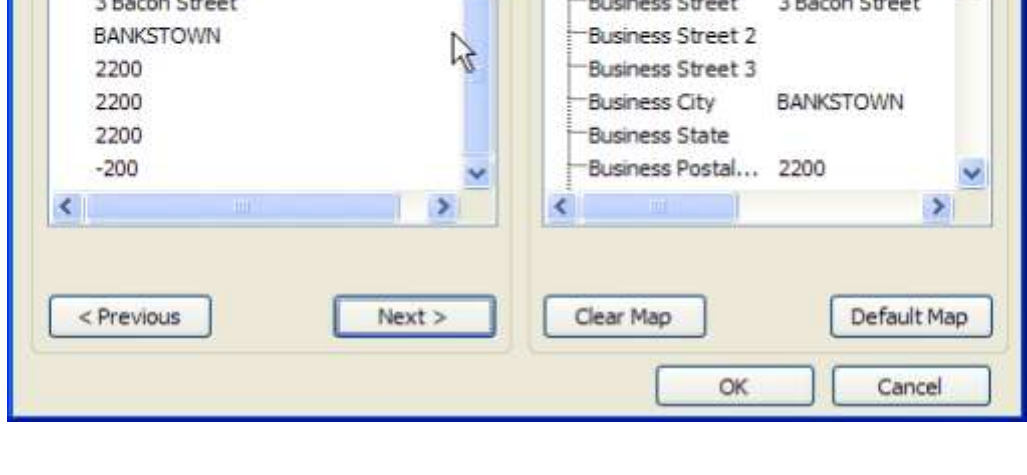 3 Bacon Street
BANKSTOWN
2200
2200
2200
-200
Business Street 3 Bacon Street
Business Street 2
Business Street 3
Business City BANKSTOWN
Business State
Business Postal... 2200
< Previous
Next >
Clear Map
Default Map
OK
Cancel